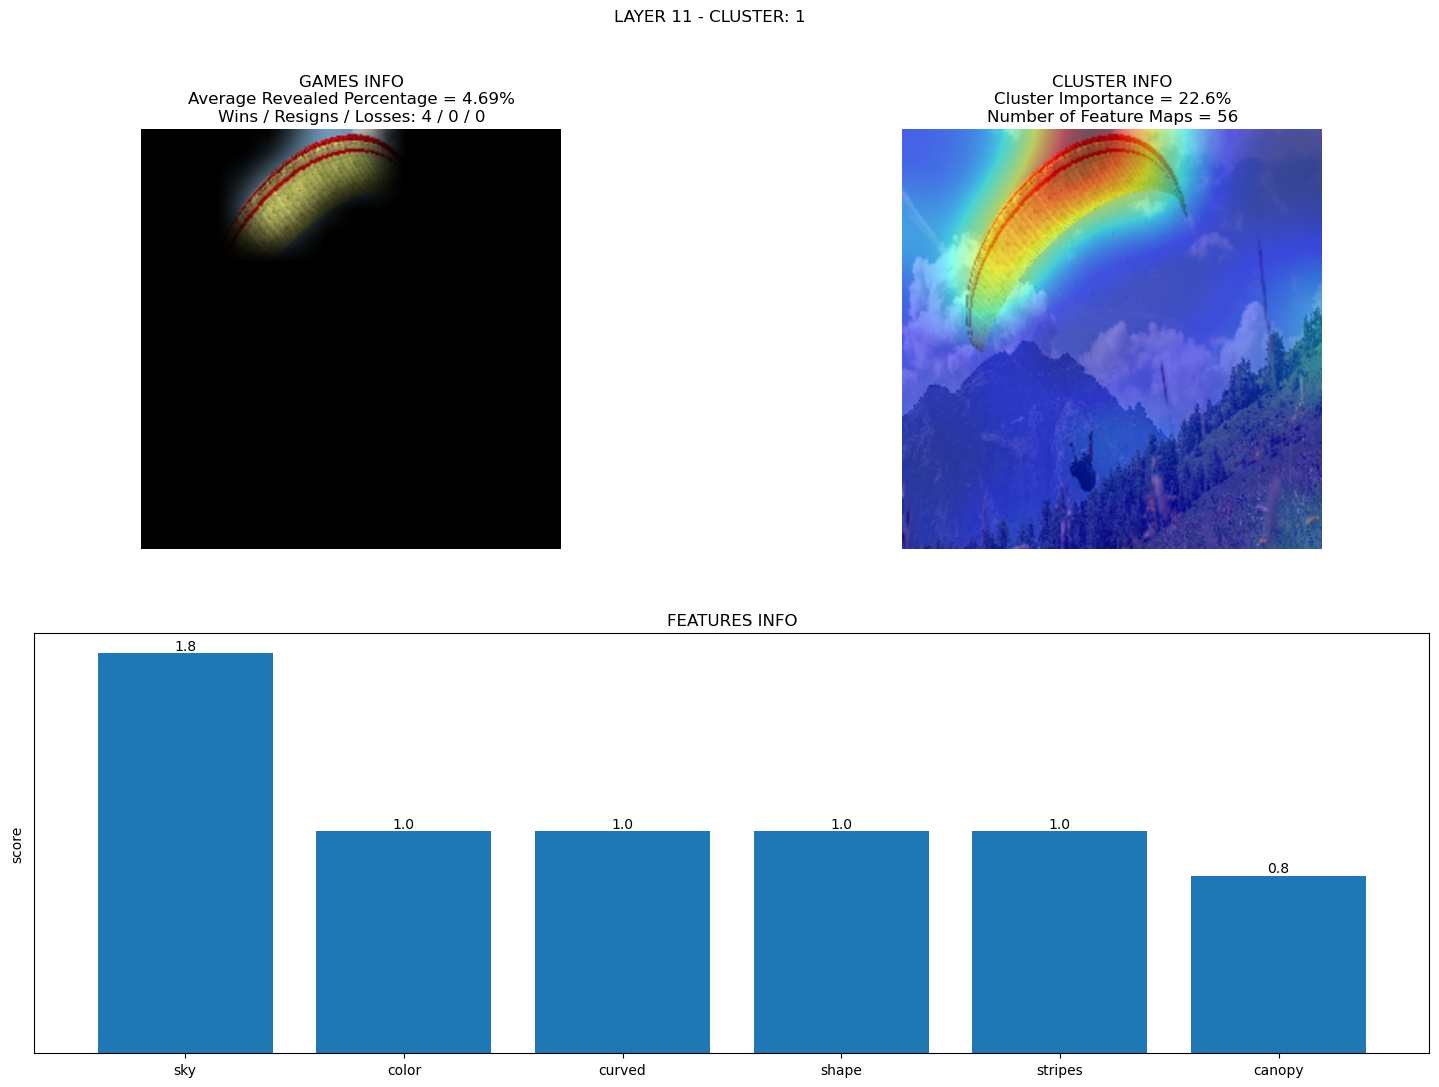 LAYER 11 - CLUSTER: 1
GAMES INFO
Average Revealed Percentage = 4.69%
Wins / Resigns / Losses: 4 / 0 / 0
CLUSTER INFO
Cluster Importance = 22.6%
Number of Feature Maps = 56
FEATURES INFO
score
1.8
1.0
1.0
1.0
1.0
0.8
sky
color
curved
shape
stripes
canopy